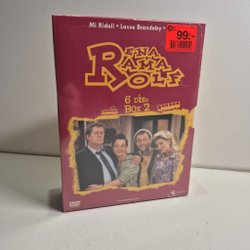 Mi Ridell • Lasse Brandeby •
99:-
RENA
RAMA
ROLF
6 disc
Box 2
DVD